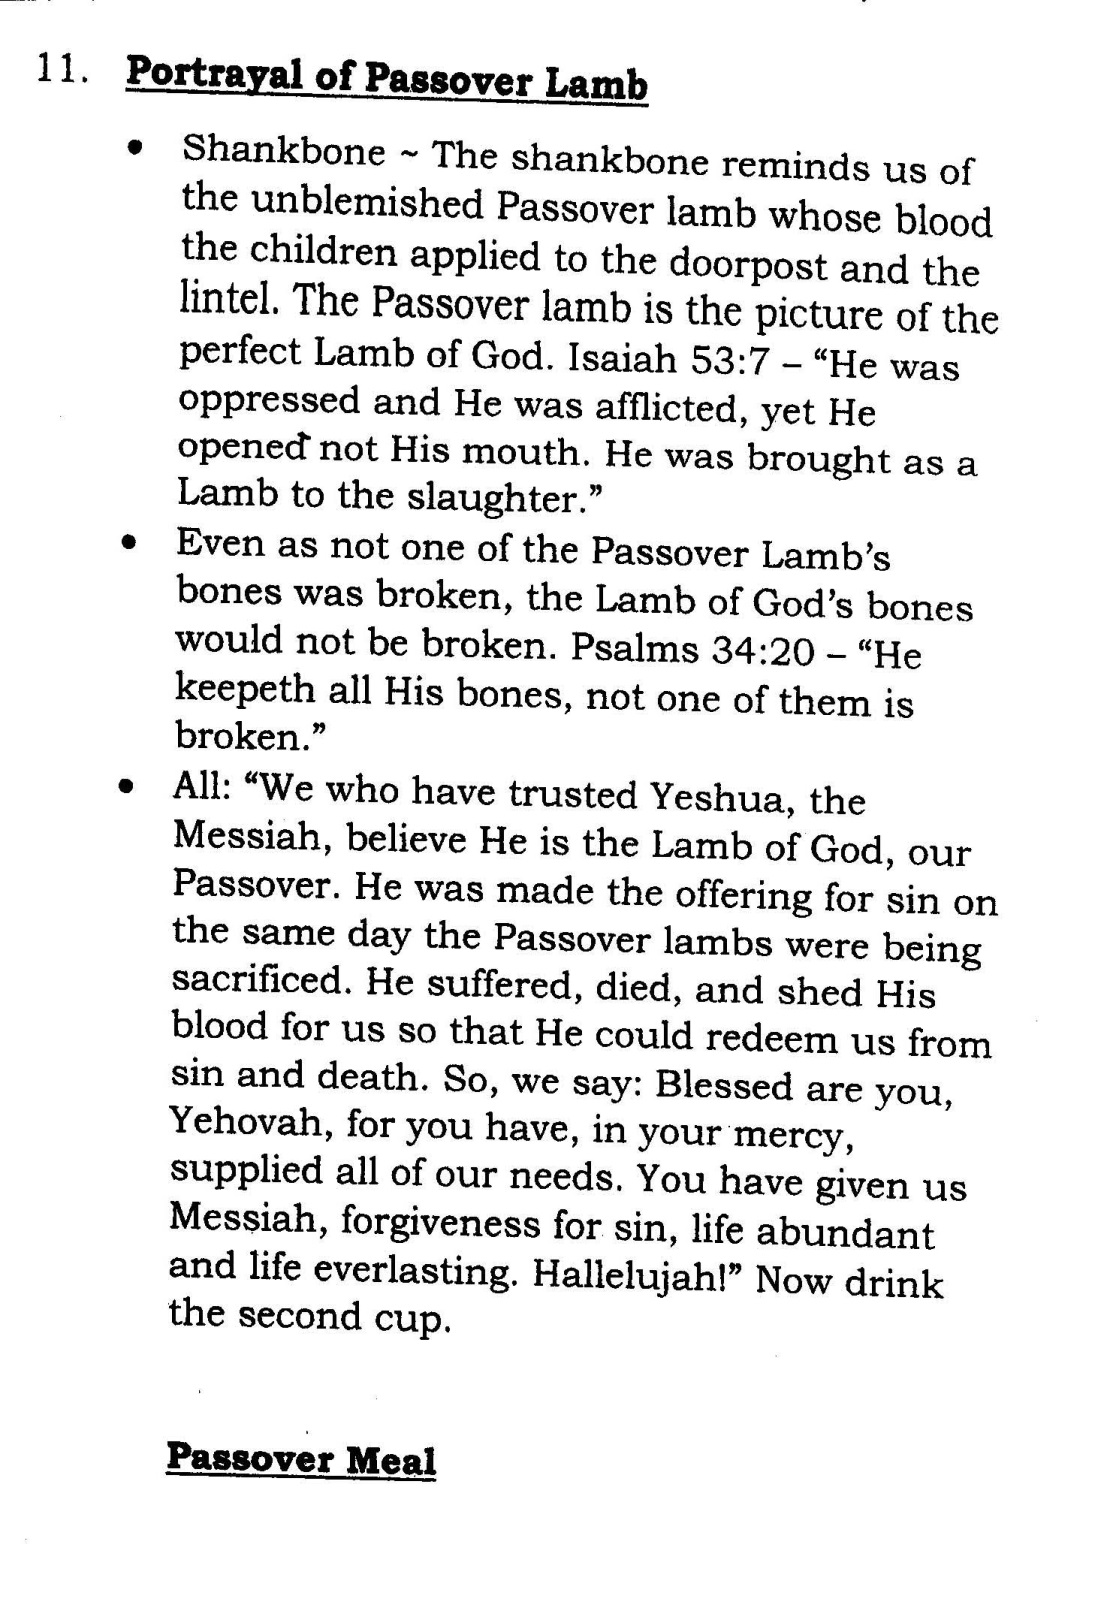 11. Portrayal of Passover Lamb
• Shankbone ~ The shankbone reminds us of
the unblemished Passover lamb whose blood
the children applied to the doorpost and the
lintel. The Passover lamb is the picture of the
perfect Lamb of God. Isaiah 53:7 – “He was
oppressed and He was afflicted, yet He
opened not His mouth. He was brought as a
Lamb to the slaughter.”
• Even as not one of the Passover Lamb’s
bones was broken, the Lamb of God’s bones
would not be broken. Psalms 34:20 – “He
keepeth all His bones, not one of them is
broken.”
• All: “We who have trusted Yeshua, the
Messiah, believe He is the Lamb of God, our
Passover. He was made the offering for sin on
the same day the Passover lambs were being
sacrificed. He suffered, died, and shed His
blood for us so that He could redeem us from
sin and death. So, we say: Blessed are you,
Yehovah, for you have, in your mercy,
supplied all of our needs. You have given us
Messiah, forgiveness for sin, life abundant
and life everlasting. Hallelujah!” Now drink
the second cup.
Passover Meal